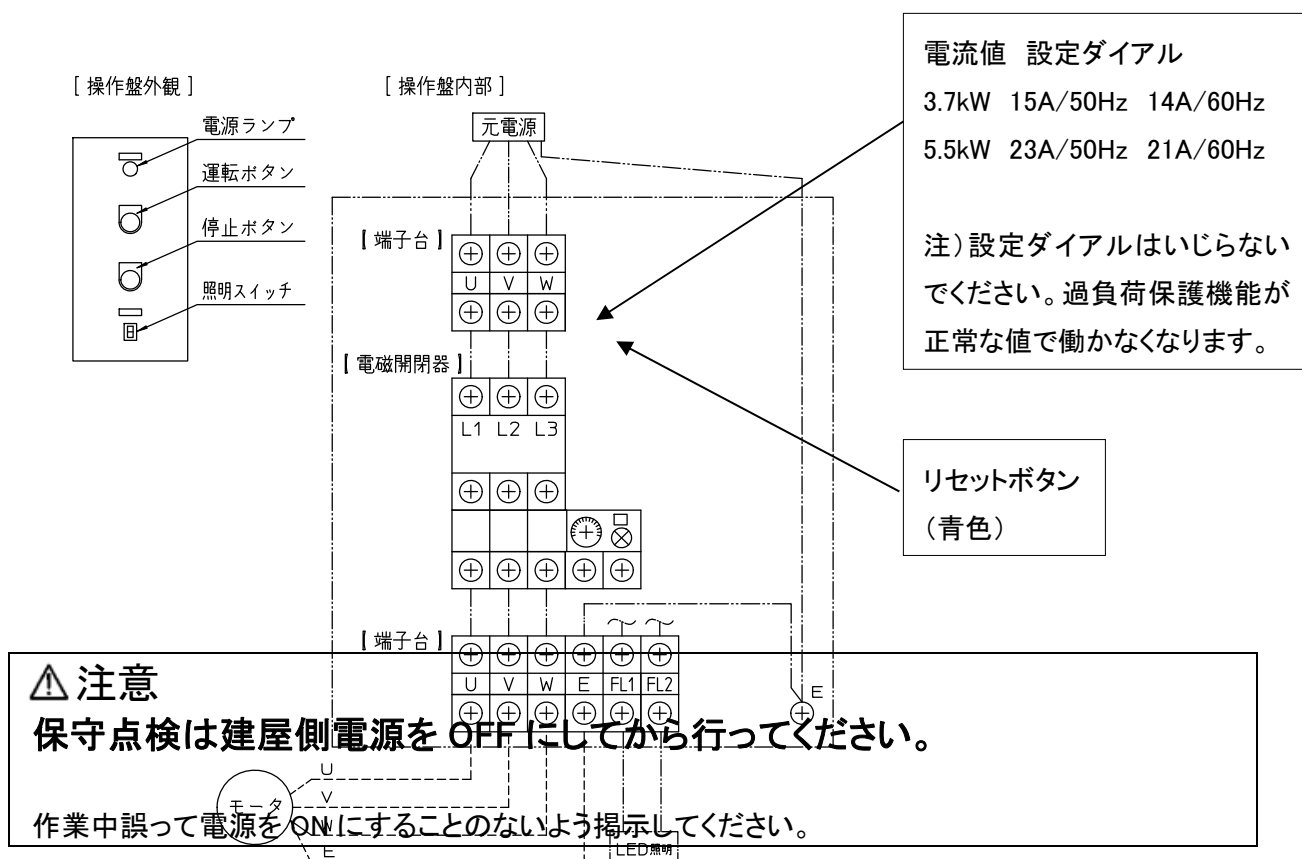 [ 操作盤外観 ]
電源ランプ
運転ボタン
停止ボタン
照明スイッチ
[ 操作盤内部 ]
元電源
【 端子台 】
U V W
【 電磁開閉器 】
L1 L2 L3
【 端子台 】
U V W E FL1 FL2
E
U
V
W
E
モータ
LED照明
電流値 設定ダイアル
3.7kW 15A/50Hz 14A/60Hz
5.5kW 23A/50Hz 21A/60Hz
注)設定ダイアルはいじらない
でください。過負荷保護機能が
正常な値で働かなくなります。
リセットボタン
(青色)
⚠注意
保守点検は建屋側電源を OFF にしてから行ってください。
作業中誤って電源を ON にすることのないよう掲示してください。